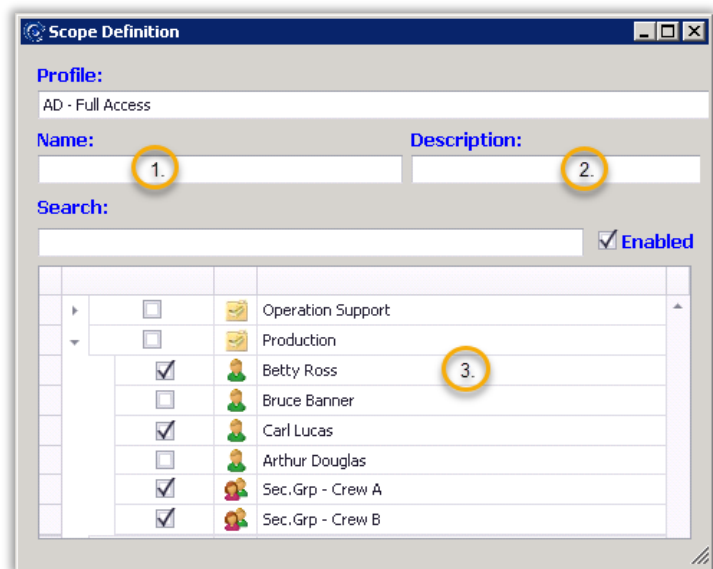 Scope Definition
Profile:
AD - Full Access
Name: Description:
1. 2.
Search:
Enabled
Operation Support
Production
Betty Ross
3.
Bruce Banner
Carl Lucas
Arthur Douglas
Sec.Grp - Crew A
Sec.Grp - Crew B